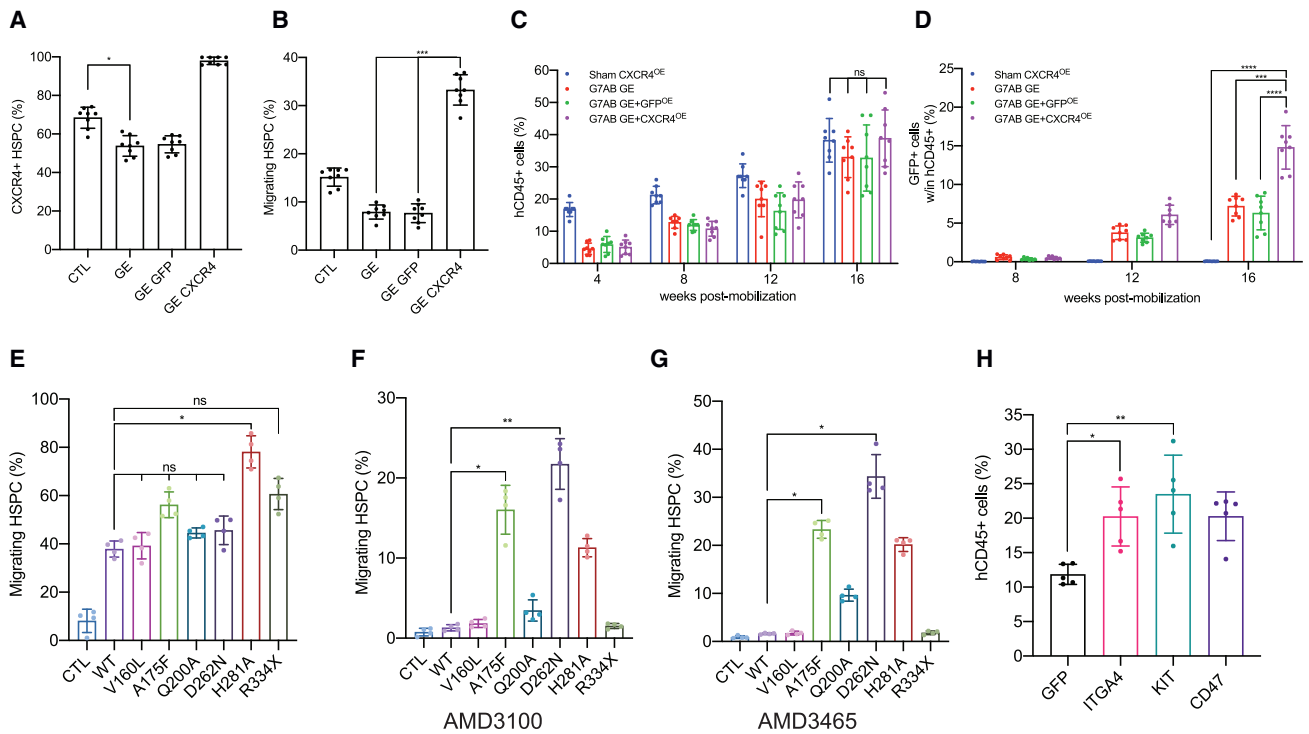 A
CXCR4+ HSPC (%)
100
80
60
40
20
0
*
CTL
GE
GE GFP
GE CXCR4
B
Migrating HSPC (%)
40
30
20
10
0
***
CTL
GE
GE GFP
GE CXCR4
C
hCD45+ cells (%)
60
50
40
30
20
10
0
Sham CXCR4OE
G7AB GE
G7AB GE+GFPOE
G7AB GE+CXCR4OE
ns
4
8
12
16
weeks post-mobilization
D
GFP+ cells
w/in hCD45+ (%)
25
20
15
10
5
0
Sham CXCR4OE
G7AB GE
G7AB GE+GFPOE
G7AB GE+CXCR4OE
****
***
****
8
12
16
weeks post-mobilization
E
Migrating HSPC (%)
100
80
60
40
20
0
ns
*
ns
CTL
WT
V160L
A175F
Q200A
D262N
H281A
R334X
F
Migrating HSPC (%)
30
20
10
0
**
*
CTL
WT
V160L
A175F
Q200A
D262N
H281A
R334X
AMD3100
G
Migrating HSPC (%)
50
40
30
20
10
0
*
*
CTL
WT
V160L
A175F
Q200A
D262N
H281A
R334X
AMD3465
H
hCD45+ cells (%)
35
30
25
20
15
10
5
0
**
*
GFP
ITGA4
KIT
CD47